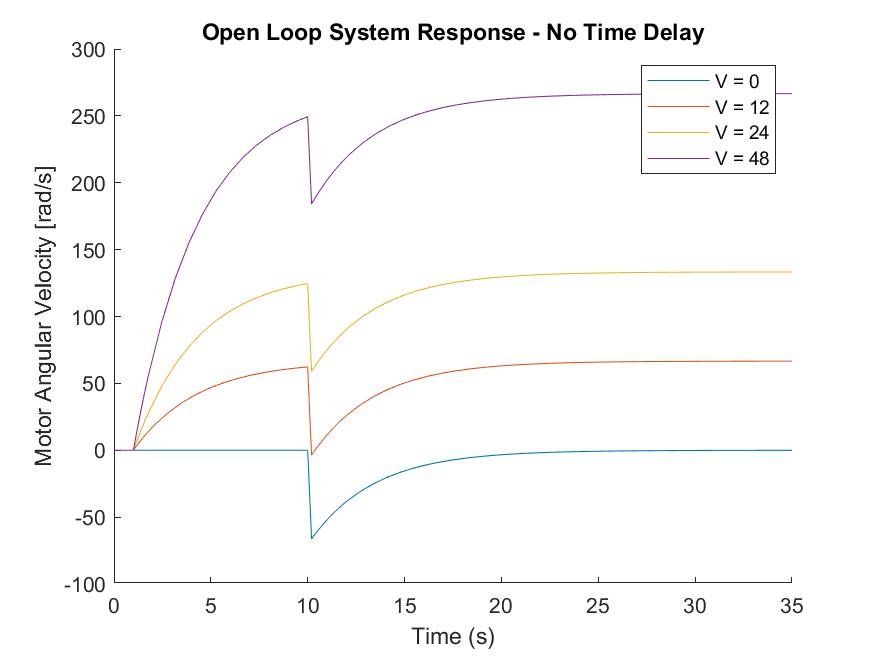 Open Loop System Response - No Time Delay
300
250
200
150
100
50
0
-50
-100
Motor Angular Velocity [rad/s]
V = 0
V = 12
V = 24
V = 48
0 5 10 15 20 25 30 35
Time (s)